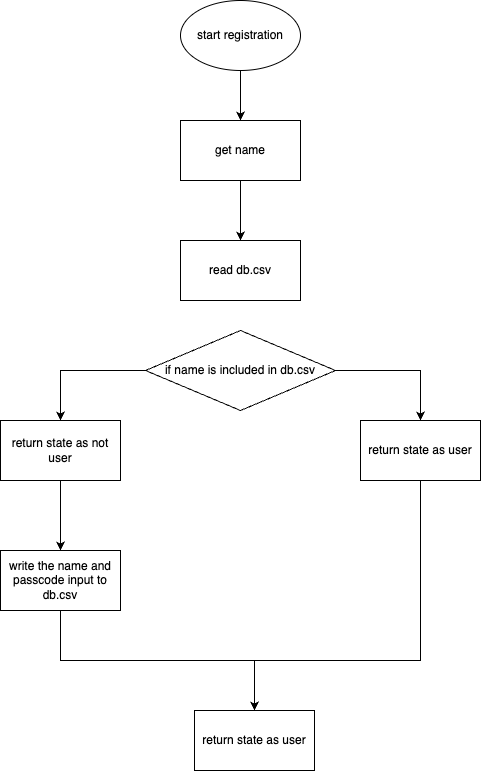 start registration
get name
read db.csv
if name is included in db.csv
return state as not
user
return state as user
write the name and
passcode input to
db.csv
return state as user